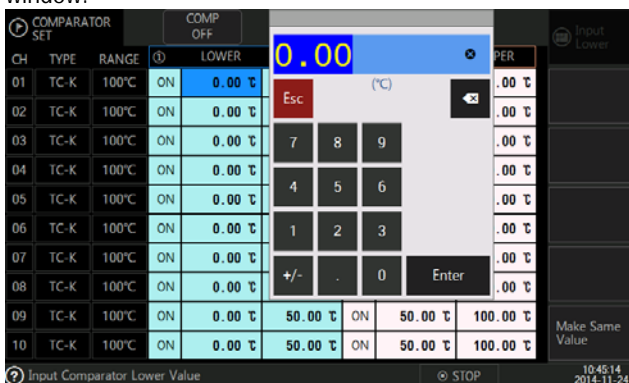 window.
COMPARATOR SET COMP OFF Input Lower
CH TYPE RANGE ① LOWER PER
0.00
(℃)
Esc
7 8 9
4 5 6
1 2 3
+/- . 0 Enter
01 TC-K 100℃ ON 0.00 ℃ .00 ℃
02 TC-K 100℃ ON 0.00 ℃ .00 ℃
03 TC-K 100℃ ON 0.00 ℃ .00 ℃
04 TC-K 100℃ ON 0.00 ℃ .00 ℃
05 TC-K 100℃ ON 0.00 ℃ .00 ℃
06 TC-K 100℃ ON 0.00 ℃ .00 ℃
07 TC-K 100℃ ON 0.00 ℃ .00 ℃
08 TC-K 100℃ ON 0.00 ℃ .00 ℃
09 TC-K 100℃ ON 0.00 ℃ 50.00 ℃ ON 50.00 ℃ 100.00 ℃
10 TC-K 100℃ ON 0.00 ℃ 50.00 ℃ ON 50.00 ℃ 100.00 ℃
Make Same Value
Input Comparator Lower Value STOP 10:45:14
2014-11-24